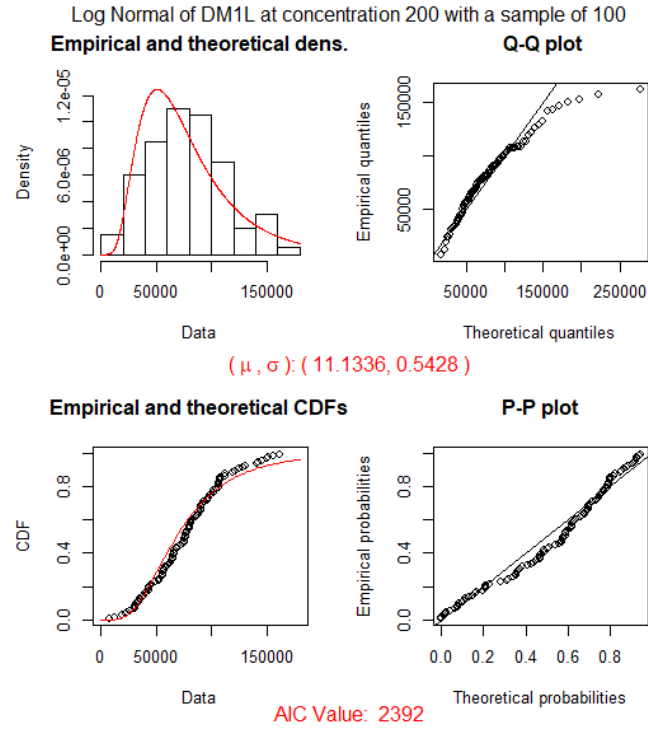 Log Normal of DM1L at concentration 200 with a sample of 100
Empirical and theoretical dens.
Density
0.0e+00 6.0e-06 1.2e-05
0 50000 150000
Data
Q-Q plot
Empirical quantiles
50000 150000
50000 150000 250000
Theoretical quantiles
( μ , σ ): ( 11.1336, 0.5428 )
Empirical and theoretical CDFs
CDF
0.0 0.4 0.8
0 50000 150000
Data
P-P plot
Empirical probabilities
0.0 0.4 0.8
0.0 0.2 0.4 0.6 0.8
Theoretical probabilities
AIC Value: 2392